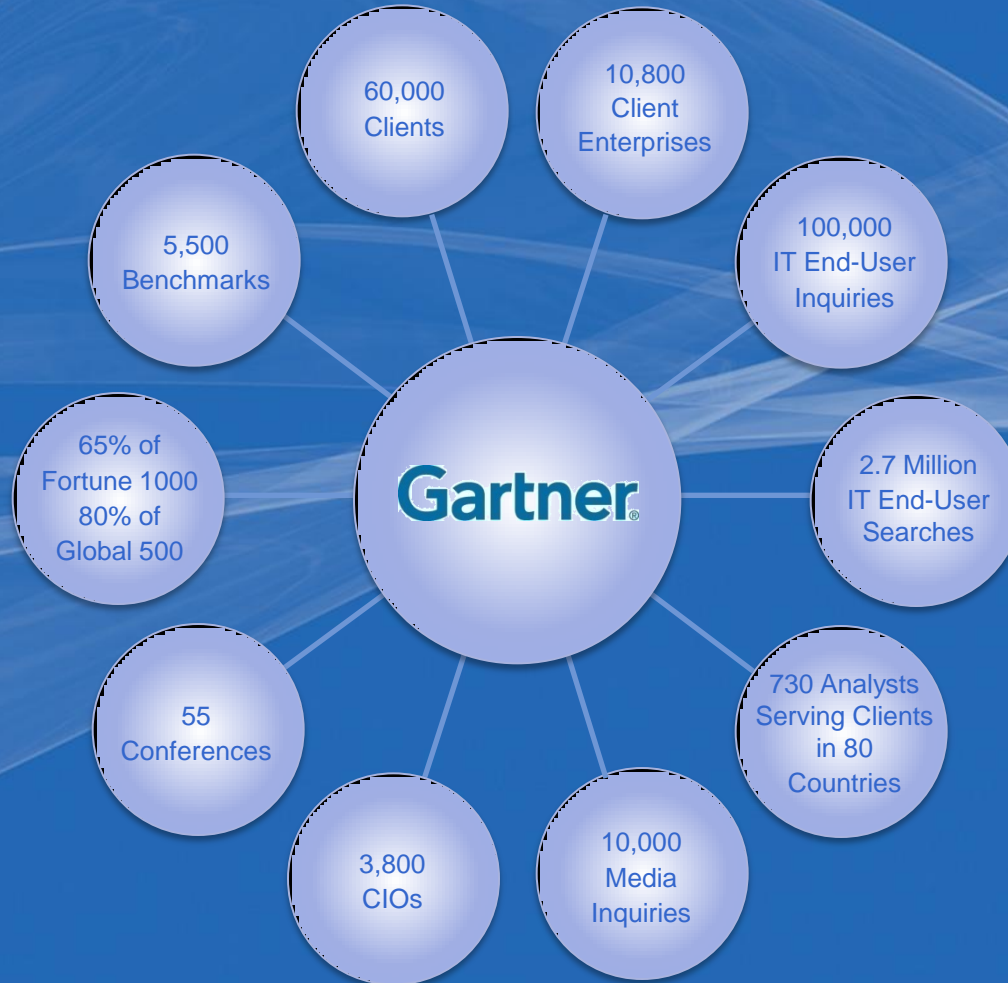 60,000
Clients
10,800
Client
Enterprises
5,500
Benchmarks
100,000
IT End-User
Inquiries
65% of
Fortune 1000
80% of
Global 500
Gartner®
2.7 Million
IT End-User
Searches
55
Conferences
730 Analysts
Serving Clients
in 80
Countries
3,800
CIOs
10,000
Media
Inquiries